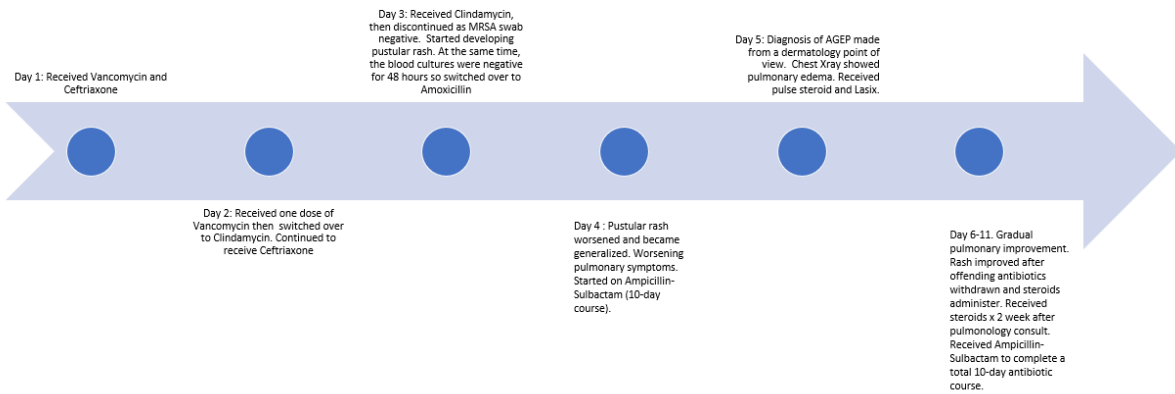 Day 1: Received Vancomycin and
Ceftriaxone
Day 2: Received one dose of
Vancomycin then switched over
to Clindamycin. Continued to
receive Ceftriaxone
Day 3: Received Clindamycin,
then discontinued as MRSA swab
negative. Started developing
pustular rash. At the same time,
the blood cultures were negative
for 48 hours so switched over to
Amoxicillin
Day 4 : Pustular rash
worsened and became
generalized. Worsening
pulmonary symptoms.
Started on Ampicillin-
Sulbactam (10-day
course).
Day 5: Diagnosis of AGEP made
from a dermatology point of
view. Chest Xray showed
pulmonary edema. Received
pulse steroid and Lasix.
Day 6-11. Gradual
pulmonary improvement.
Rash improved after
offending antibiotics
withdrawn and steroids
administer. Received
steroids x 2 week after
pulmonology consult.
Received Ampicillin-
Sulbactam to complete a
total 10-day antibiotic
course.